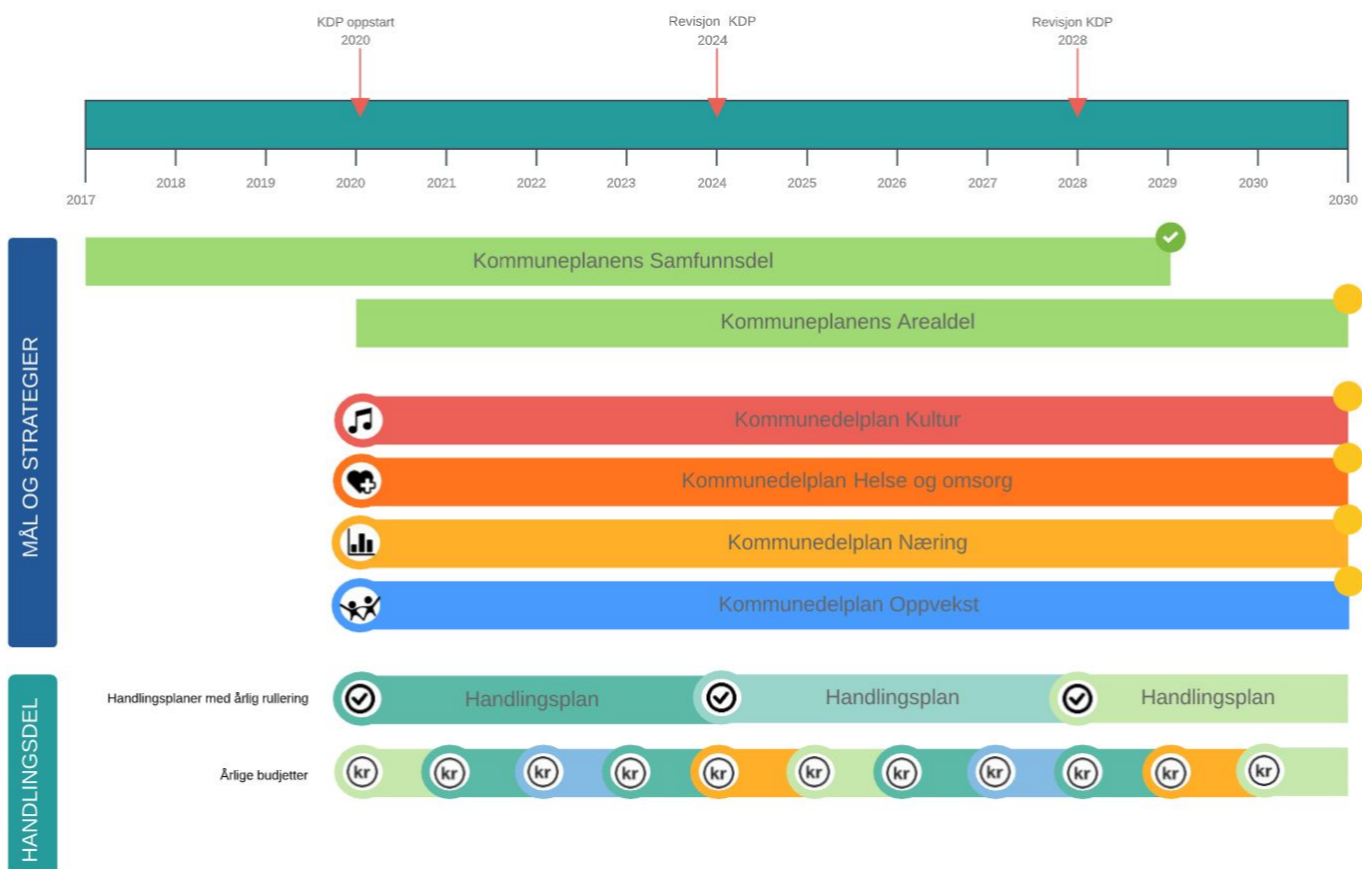 KDP oppstart
2020
Revisjon KDP
2024
Revisjon KDP
2028
2017
2018
2019
2020
2021
2022
2023
2024
2025
2026
2027
2028
2029
2030
2030
MÅL OG STRATEGIER
Kommuneplanens Samfunnsdel
Kommuneplanens Arealdel
Kommunedelplan Kultur
Kommunedelplan Helse og omsorg
Kommunedelplan Næring
Kommunedelplan Oppvekst
HANDLINGSDEL
Handlingsplaner med årlig rullering
Handlingsplan
Handlingsplan
Handlingsplan
Årlige budjetter
kr
kr
kr
kr
kr
kr
kr
kr
kr
kr
kr